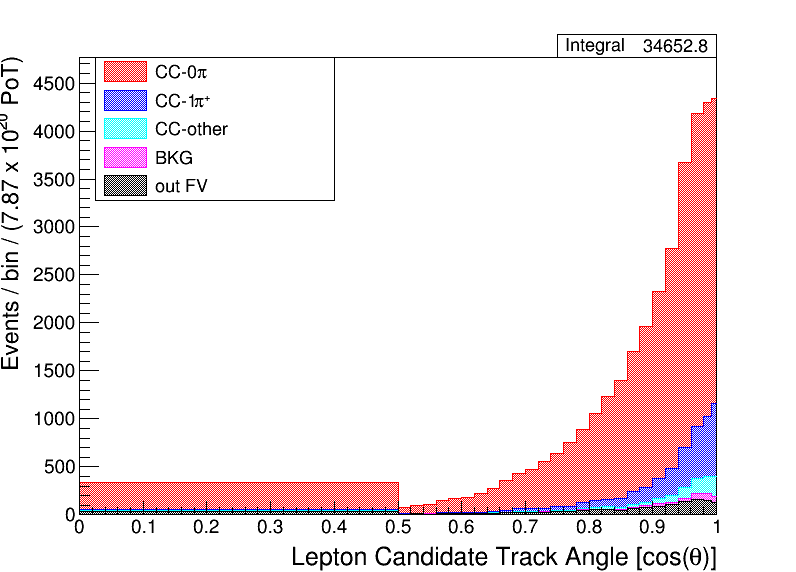 Integral 34652.8
CC-0π
CC-1π⁺
CC-other
BKG
out FV
Events / bin / (7.87 x 10²⁰ PoT)
4500
4000
3500
3000
2500
2000
1500
1000
500
0
0 0.1 0.2 0.3 0.4 0.5 0.6 0.7 0.8 0.9 1
Lepton Candidate Track Angle [cos(θ)]